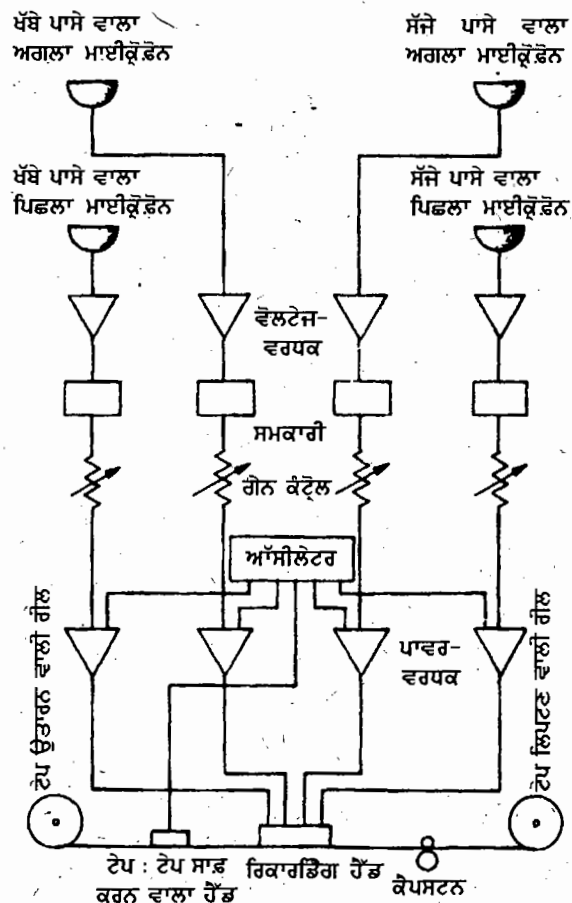 ਖੱਬੇ ਪਾਸੇ ਵਾਲਾ
ਅਗਲਾ ਮਾਈਕ੍ਰੋਫ਼ੋਨ
ਸੱਜੇ ਪਾਸੇ ਵਾਲਾ
ਅਗਲਾ ਮਾਈਕ੍ਰੋਫ਼ੋਨ
ਖੱਬੇ ਪਾਸੇ ਵਾਲਾ
ਪਿਛਲਾ ਮਾਈਕ੍ਰੋਫ਼ੋਨ
ਸੱਜੇ ਪਾਸੇ ਵਾਲਾ
ਪਿਛਲਾ ਮਾਈਕ੍ਰੋਫ਼ੋਨ
ਵੋਲਟੇਜ-
ਵਰਧਕ
ਸਮਕਾਰੀ
ਗੇਨ ਕੰਟ੍ਰੋਲ
ਆੱਸੀਲੇਟਰ
ਪਾਵਰ-
ਵਰਧਕ
ਟੇਪ ਉਤਾਰਨ ਵਾਲੀ ਰੀਲ
ਟੇਪ ਲਿਪਟਣ ਵਾਲੀ ਰੀਲ
ਟੇਪ : ਟੇਪ ਸਾਫ਼
ਕਰਨ ਵਾਲਾ ਹੈੱਡ
ਰਿਕਾਰਡਿੰਗ ਹੈੱਡ
ਕੈਪਸਟਨ